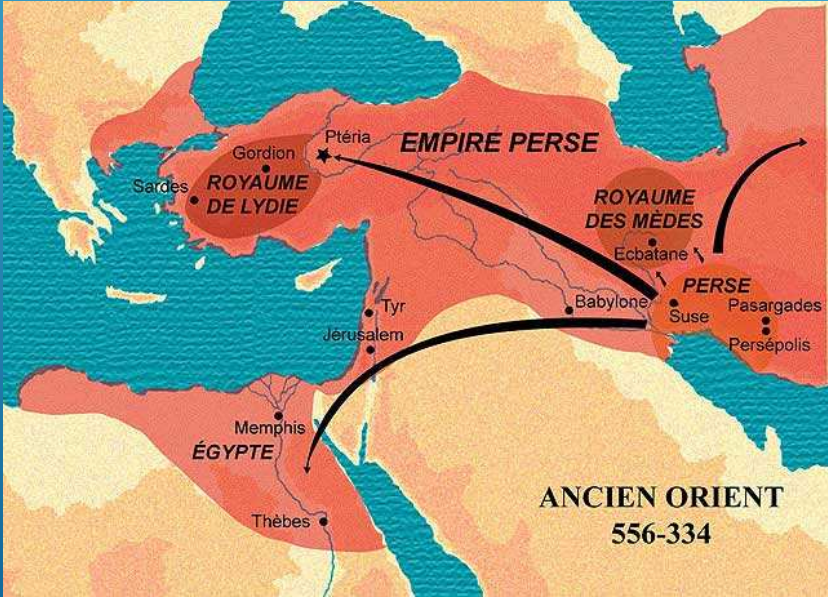 Ptéria
EMPIRE PERSE
Gordion
Sardes
ROYAUME
DE LYDIE
ROYAUME
DES MÈDES
Ecbatane
PERSE
Babylone
Suse
Pasargades
Persépolis
Tyr
Jérusalem
Memphis
ÉGYPTE
Thèbes
ANCIEN ORIENT
556-334